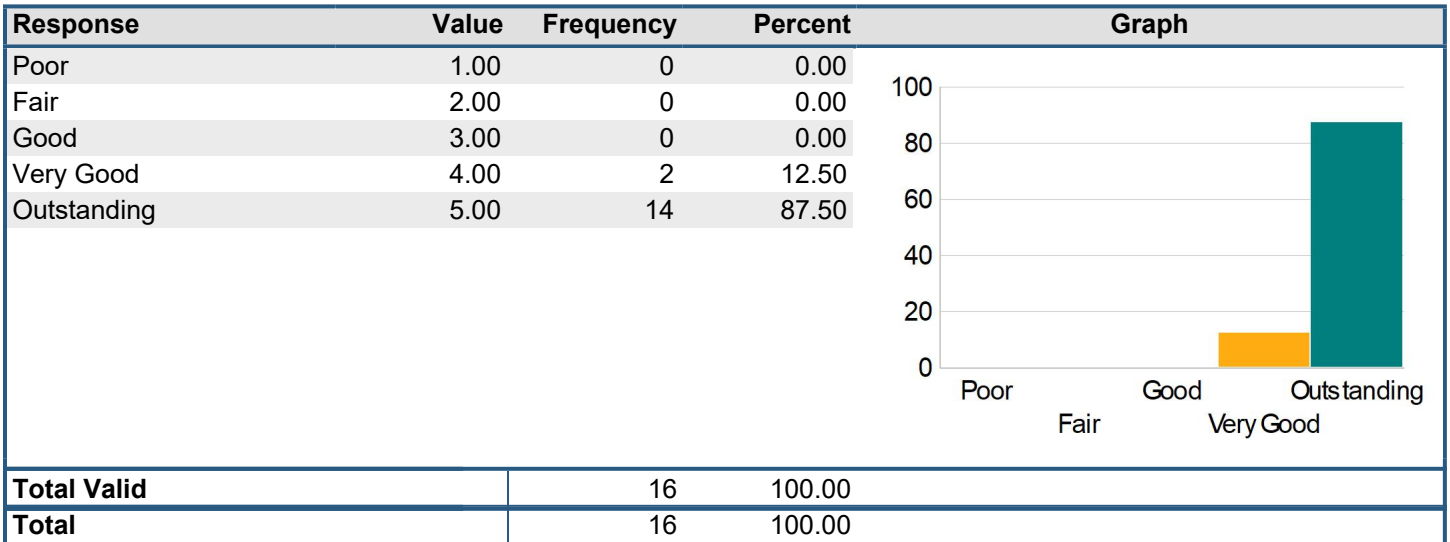 Response Value Frequency Percent Graph
Poor 1.00 0 0.00
Fair 2.00 0 0.00
Good 3.00 0 0.00
Very Good 4.00 2 12.50
Outstanding 5.00 14 87.50
100
80
60
40
20
0
Poor Good Outstanding
Fair Very Good
Total Valid 16 100.00
Total 16 100.00